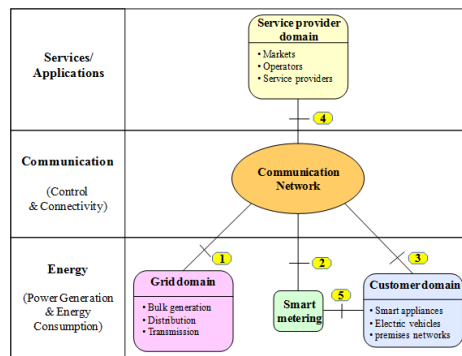 Services/
Applications
Service provider
domain
• Markets
• Operators
• Service providers
4
Communication
(Control
& Connectivity)
Communication
Network
1
2
3
Energy
(Power Generation
& Energy
Consumption)
Grid domain
• Bulk generation
• Distribution
• Transmission
Smart
metering
5
Customer domain
• Smart appliances
• Electric vehicles
• premises networks